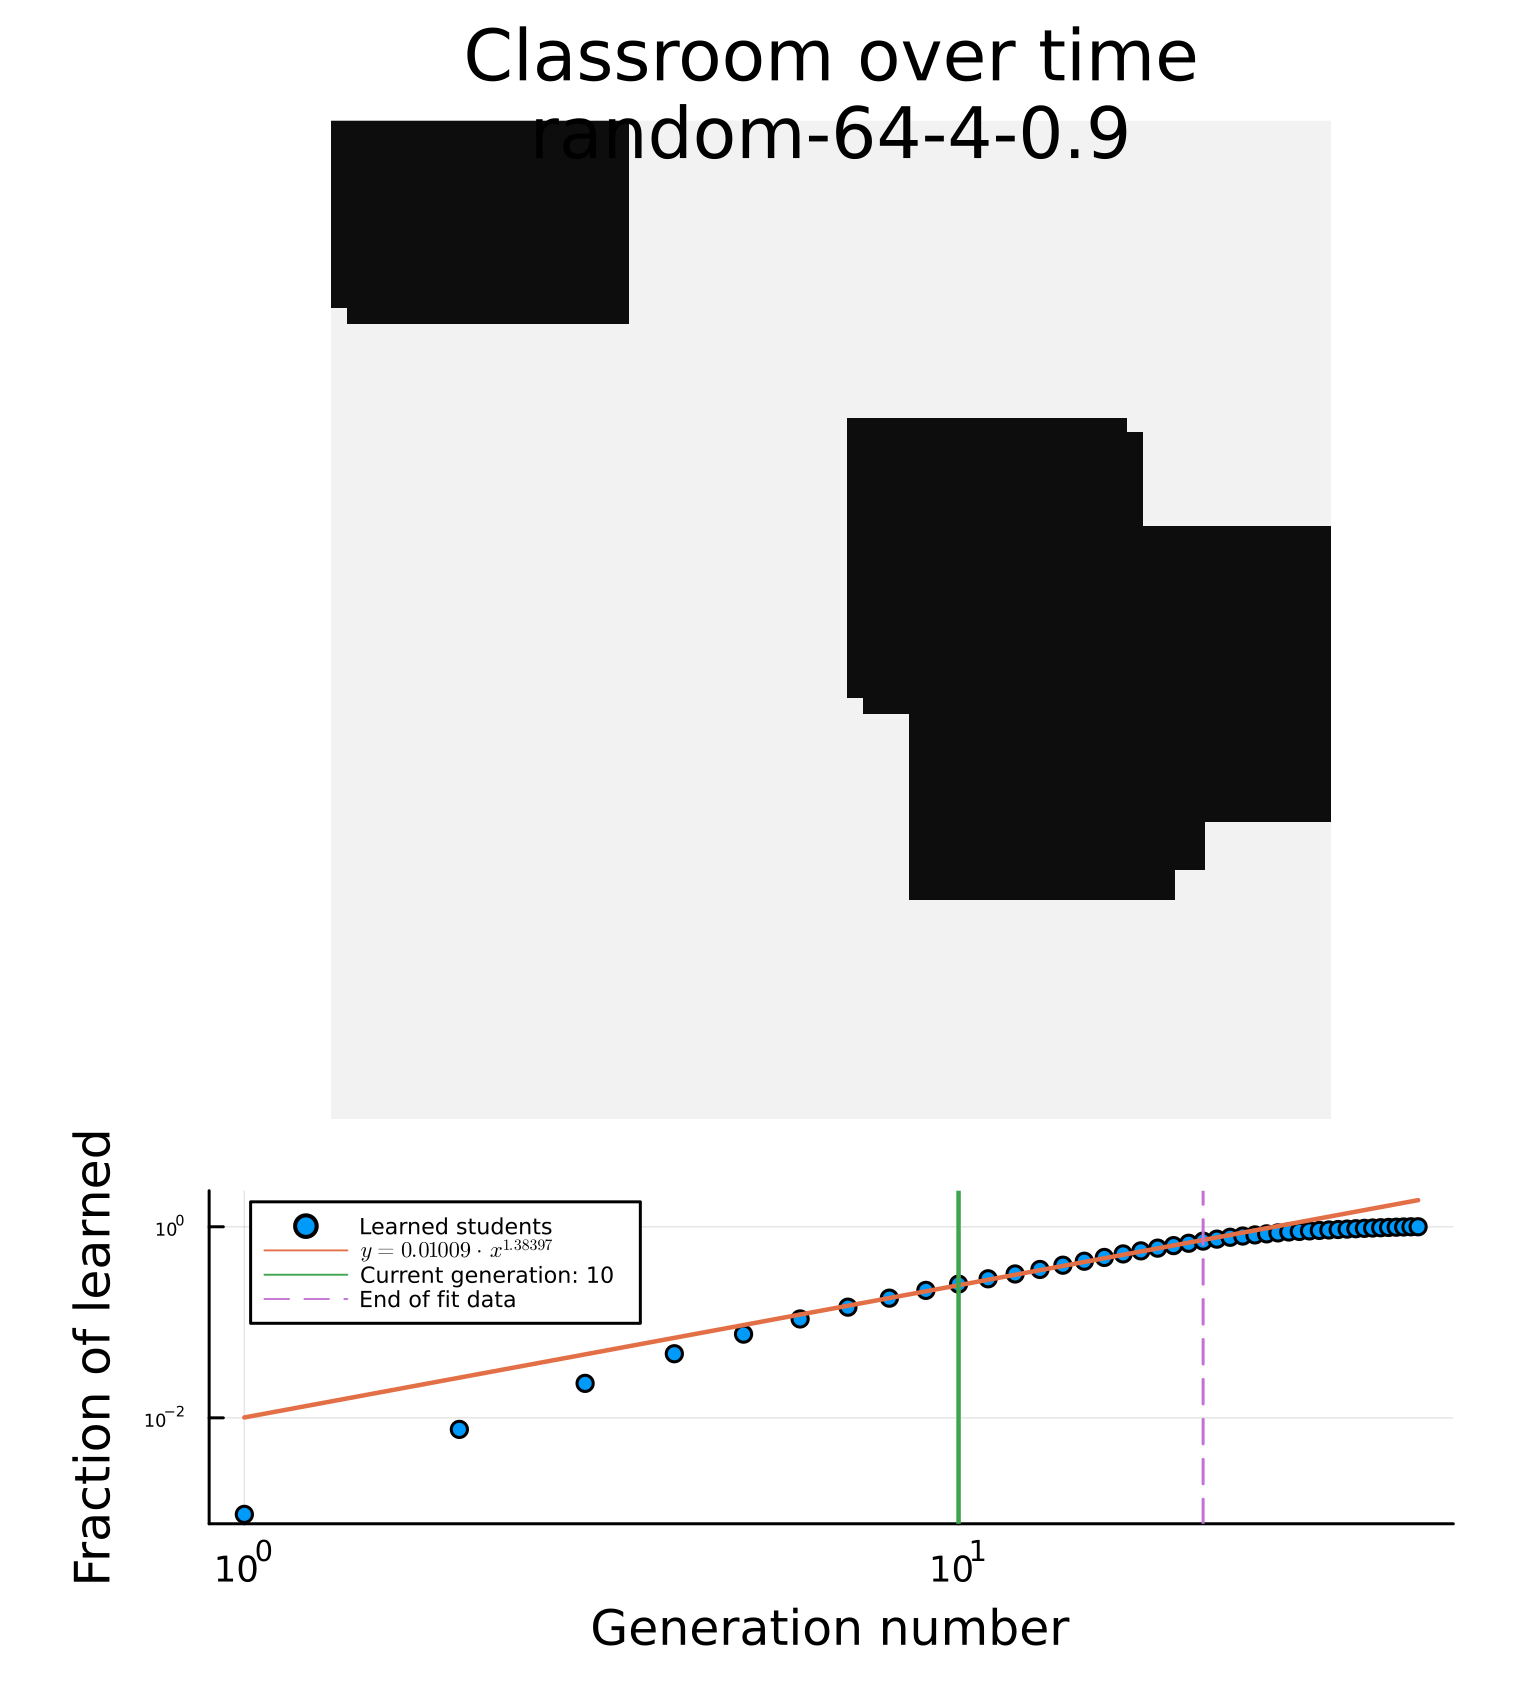 Classroom over time
random-64-4-0.9
Fraction of learned
10^0
10^−2
Learned students
y = 0.01009 · x^1.38397
Current generation: 10
End of fit data
10^0
10^1
Generation number